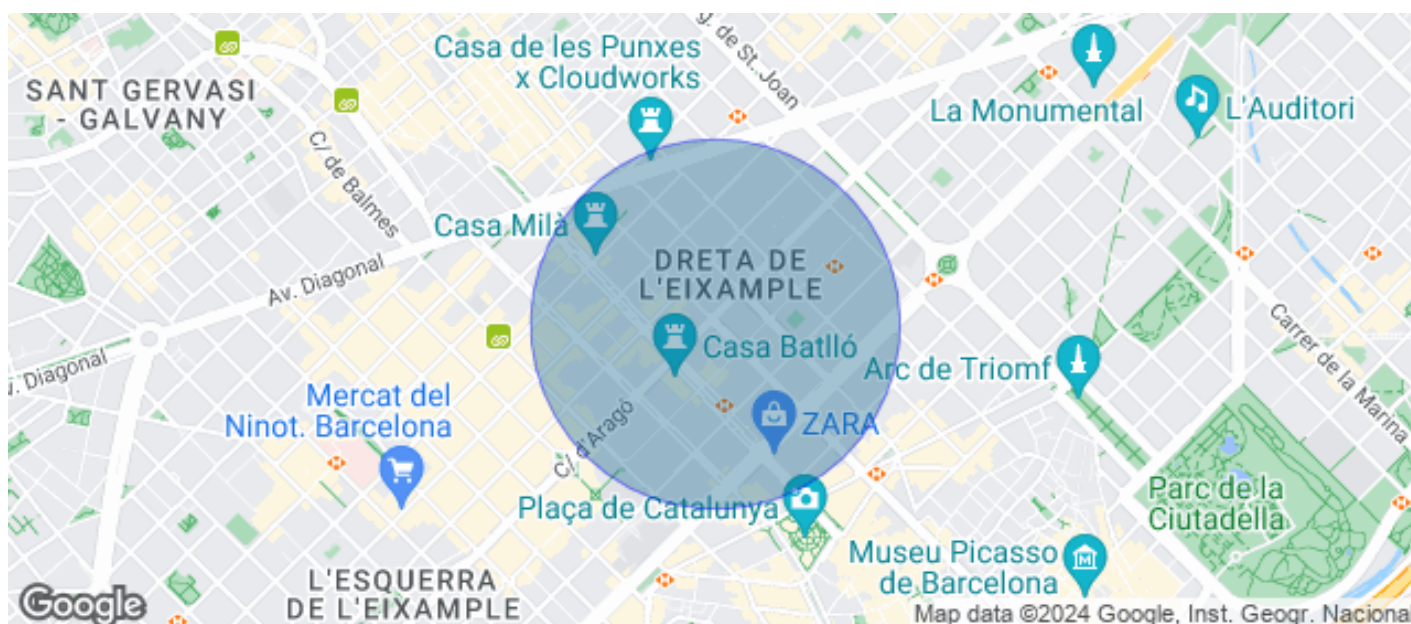 Casa de les Punxes
x Cloudworks
g. de St. Joan
SANT GERVASI
- GALVANY
La Monumental
L'Auditori
C/ de Balmes
Casa Milà
DRETA DE
L'EIXAMPLE
Av. Diagonal
Casa Batlló
Arc de Triomf
Carrer de la Marina
v. Diagonal
Mercat del
Ninot. Barcelona
ZARA
C/ d'Aragó
Plaça de Catalunya
Parc de la
Ciutadella
Museu Picasso
de Barcelona
L'ESQUERRA
DE L'EIXAMPLE
Google
Map data ©2024 Google, Inst. Geogr. Nacional